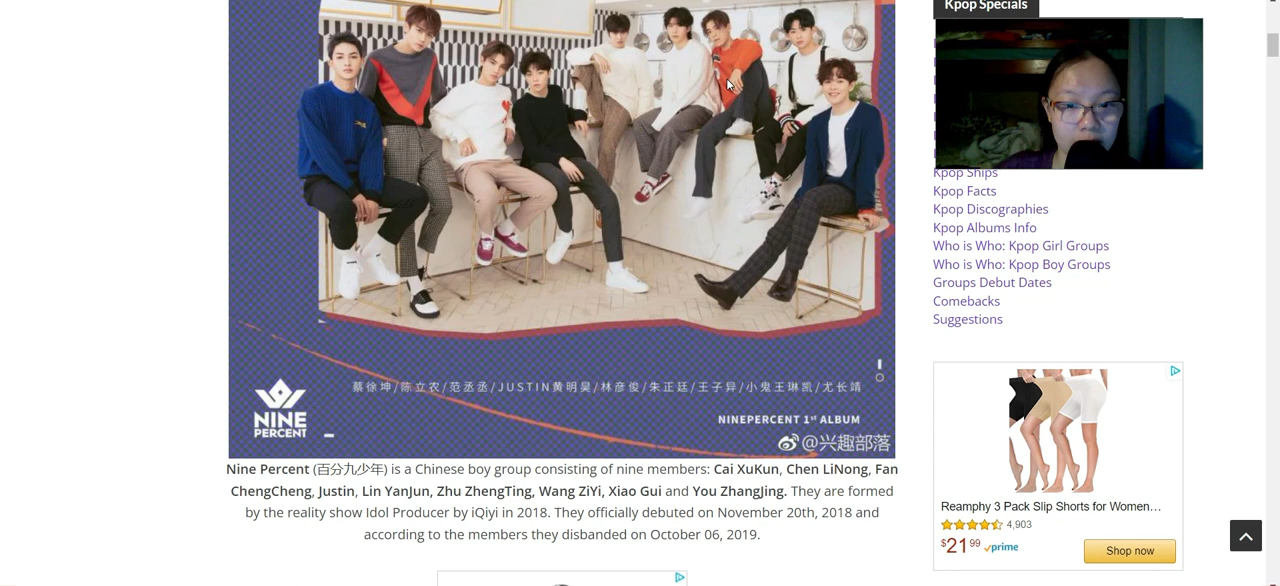 Kpop Specials
Kpop Ships
Kpop Facts
Kpop Discographies
Kpop Albums Info
Who is Who: Kpop Girl Groups
Who is Who: Kpop Boy Groups
Groups Debut Dates
Comebacks
Suggestions
蔡徐坤/陈立农/范丞丞/JUSTIN黄明昊/林彦俊/朱正廷/王子异/小鬼王琳凯/尤长靖
NINE
PERCENT
NINEPERCENT 1st ALBUM
@兴趣部落
Nine Percent (百分九少年) is a Chinese boy group consisting of nine members: Cai XuKun, Chen LiNong, Fan
ChengCheng, Justin, Lin YanJun, Zhu ZhengTing, Wang ZiYi, Xiao Gui and You ZhangJing. They are formed
by the reality show Idol Producer by iQiyi in 2018. They officially debuted on November 20th, 2018 and
according to the members they disbanded on October 06, 2019.
Reamphy 3 Pack Slip Shorts for Women…
4,903
$21 99 prime
Shop now